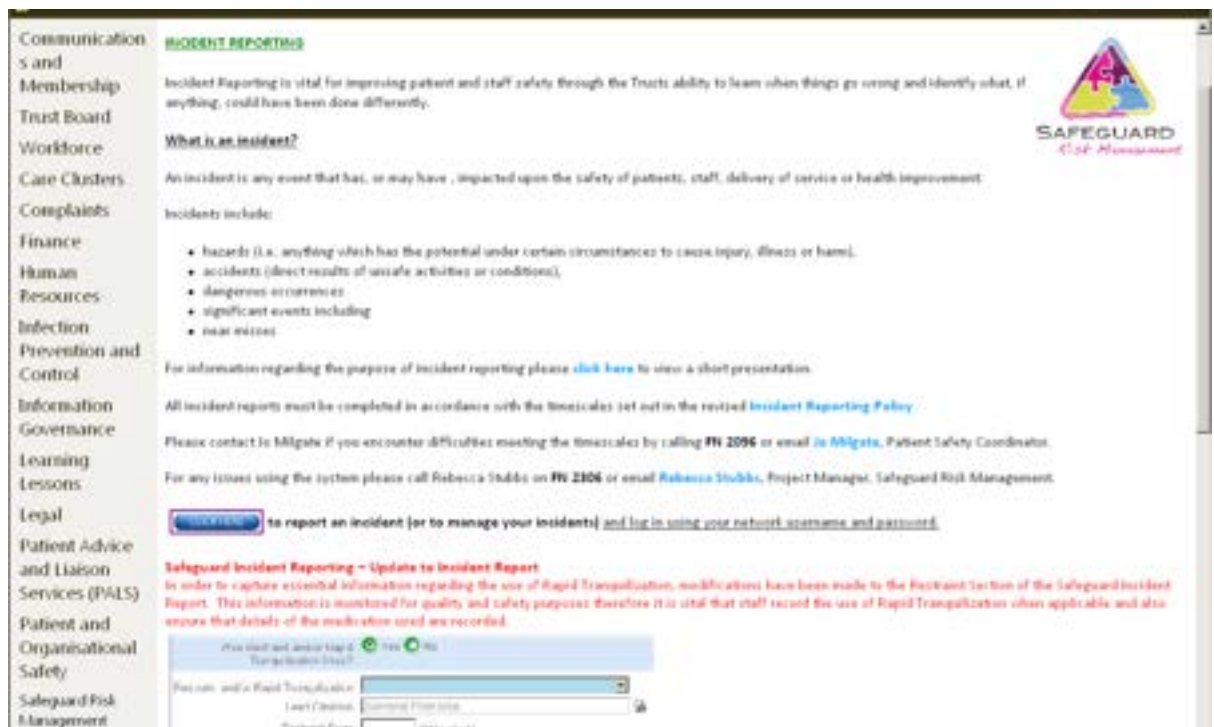 Communication
s and
Membership
Trust Board
Workforce
Care Clusters
Complaints
Finance
Human
Resources
Infection
Prevention and
Control
Information
Governance
Learning
Lessons
Legal
Patient Advice
and Liaison
Services (PALS)
Patient and
Organisational
Safety
Safeguard Risk
Management
INCIDENT REPORTING
Incident Reporting is vital for improving patient and staff safety through the Trusts ability to learn when things go wrong and identify what, if
anything, could have been done differently.
What is an incident?
An incident is any event that has, or may have , impacted upon the safety of patients, staff, delivery of service or health improvement
Incidents include:
• hazards (i.e. anything which has the potential under certain circumstances to cause injury, illness or harm),
• accidents (direct results of unsafe activities or conditions),
• dangerous occurrences
• significant events including
• near misses
For information regarding the purpose of incident reporting please click here to view a short presentation.
All incident reports must be completed in accordance with the timescales set out in the revised Incident Reporting Policy
Please contact Jo Milgate if you encounter difficulties meeting the timescales by calling FN 2096 or email Jo Milgate, Patient Safety Coordinator.
For any issues using the system please call Rebecca Stubbs on FN 2306 or email Rebecca Stubbs, Project Manager, Safeguard Risk Management.
CLICK HERE to report an incident (or to manage your incidents) and log in using your network username and password.
Safeguard Incident Reporting – Update to Incident Report
In order to capture essential information regarding the use of Rapid Tranquilisation, modifications have been made to the Restraint Section of the Safeguard Incident
Report. This information is monitored for quality and safety purposes therefore it is vital that staff record the use of Rapid Tranquilisation when applicable and also
ensure that details of the medication used are recorded.
Yes No
SAFEGUARD
Risk Management